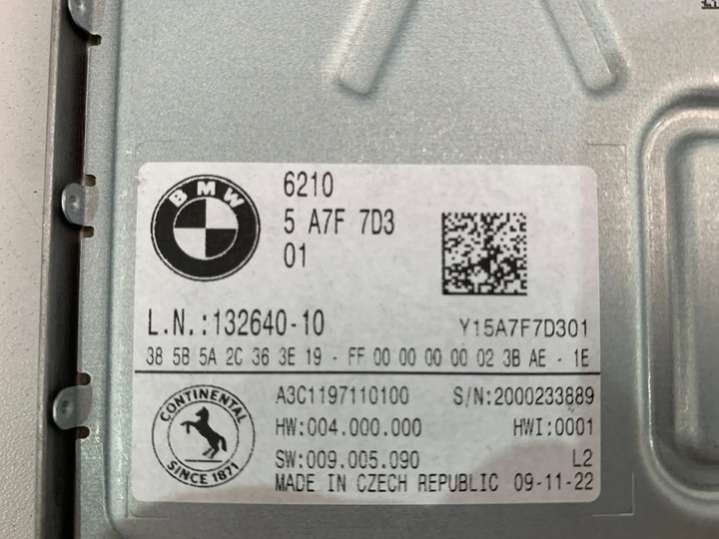 BMW
6210
5 A7F 7D3
01
L.N.:132640-10
Y15A7F7D301
38 5B 5A 2C 36 3E 19 - FF 00 00 00 00 02 3B AE - 1E
CONTINENTAL
SINCE 1871
A3C1197110100 S/N:2000233889
HW:004.000.000 HWI:0001
SW:009.005.090 L2
MADE IN CZECH REPUBLIC 09-11-22